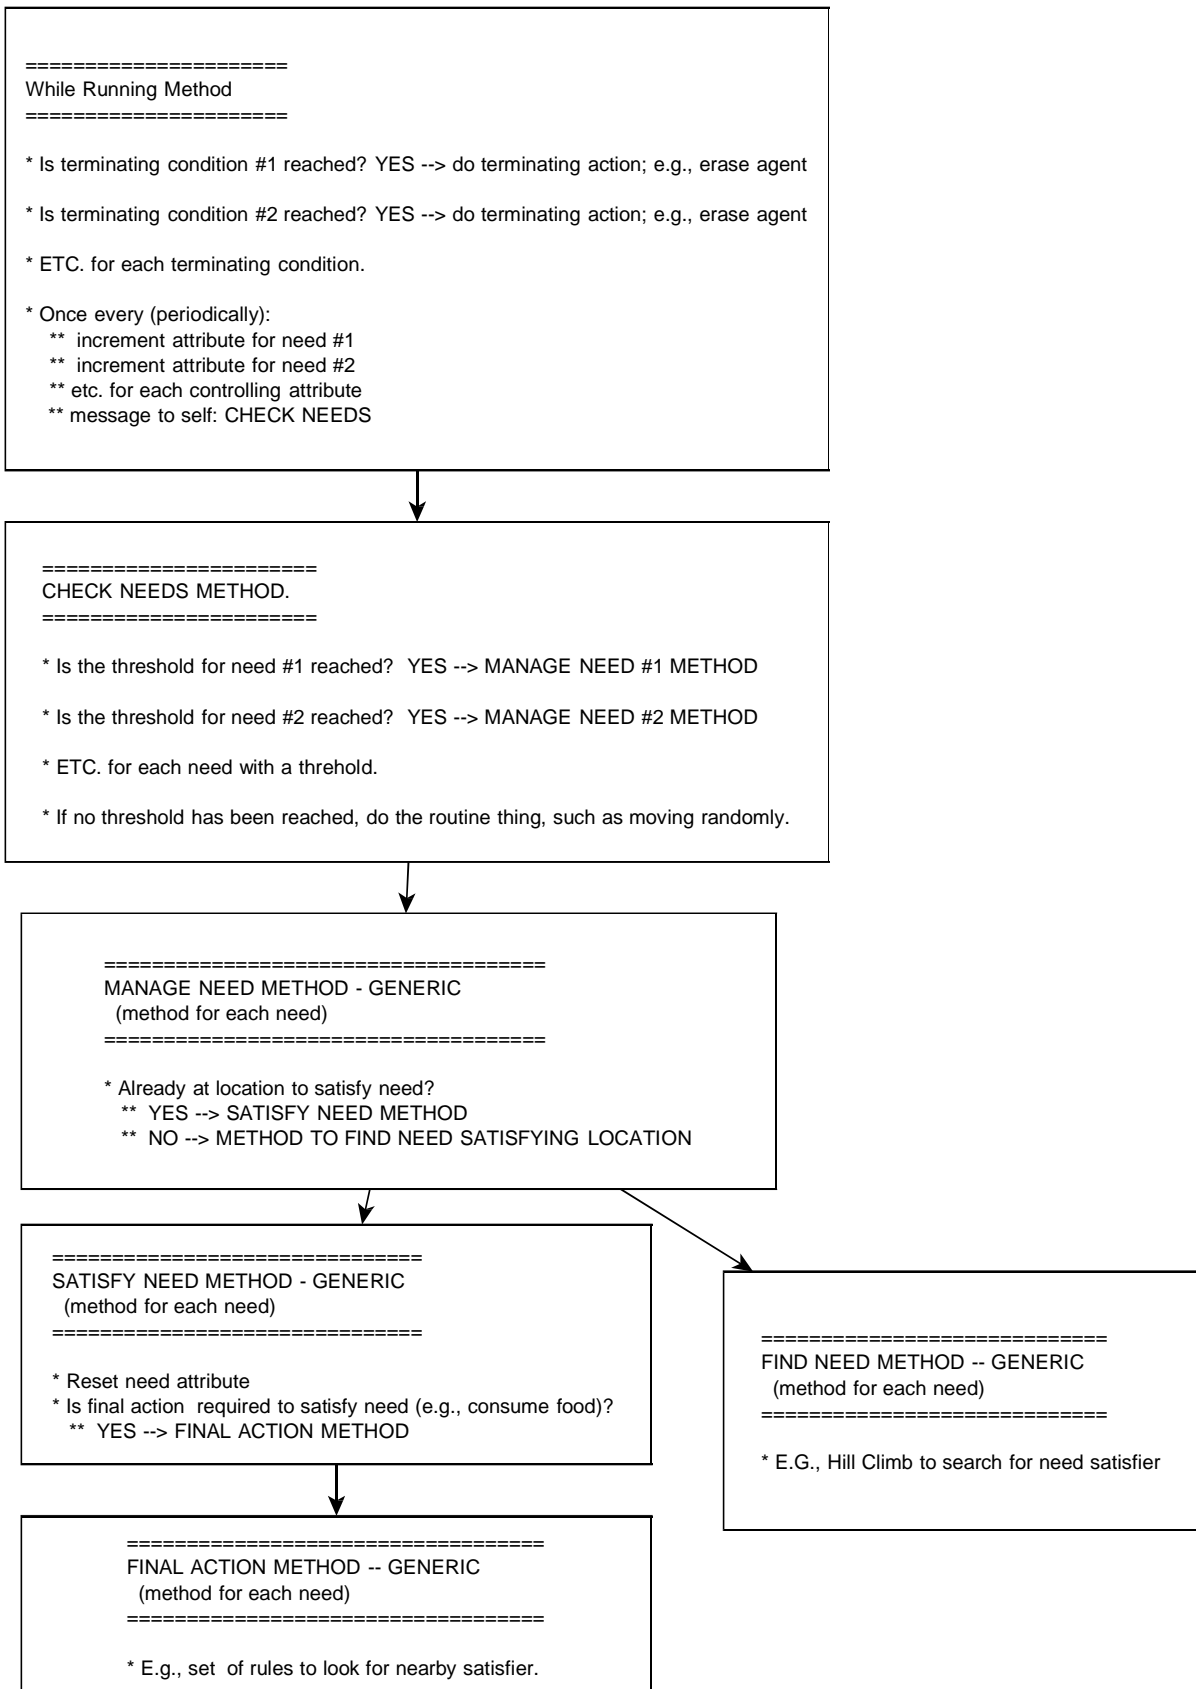 ======================
While Running Method
======================
* Is terminating condition #1 reached? YES --> do terminating action; e.g., erase agent
* Is terminating condition #2 reached? YES --> do terminating action; e.g., erase agent
* ETC. for each terminating condition.
* Once every (periodically):
** increment attribute for need #1
** increment attribute for need #2
** etc. for each controlling attribute
** message to self: CHECK NEEDS
=======================
CHECK NEEDS METHOD.
=======================
* Is the threshold for need #1 reached? YES --> MANAGE NEED #1 METHOD
* Is the threshold for need #2 reached? YES --> MANAGE NEED #2 METHOD
* ETC. for each need with a threhold.
* If no threshold has been reached, do the routine thing, such as moving randomly.
=====================================
MANAGE NEED METHOD - GENERIC
(method for each need)
=====================================
* Already at location to satisfy need?
** YES --> SATISFY NEED METHOD
** NO --> METHOD TO FIND NEED SATISFYING LOCATION
===============================
SATISFY NEED METHOD - GENERIC
(method for each need)
===============================
* Reset need attribute
* Is final action required to satisfy need (e.g., consume food)?
** YES --> FINAL ACTION METHOD
=============================
FIND NEED METHOD -- GENERIC
(method for each need)
=============================
* E.G., Hill Climb to search for need satisfier
===================================
FINAL ACTION METHOD -- GENERIC
(method for each need)
===================================
* E.g., set of rules to look for nearby satisfier.